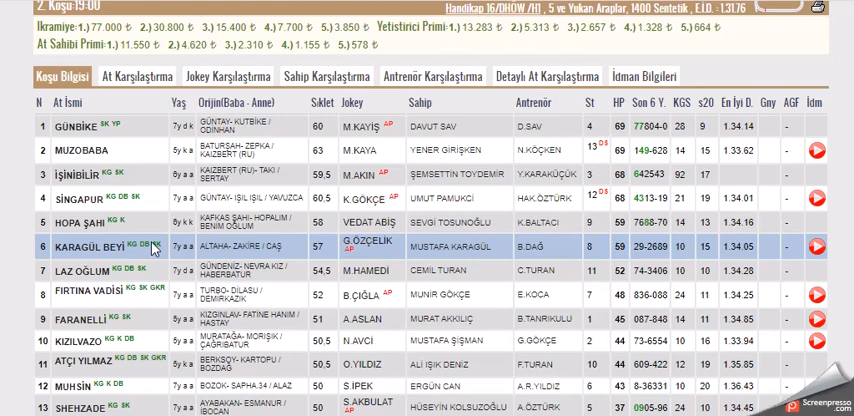 2. Koşu:19:00 Handikap 16/DHÖW /H1 , 5 ve Yukarı Araplar, 1400 Sentetik , E.İ.D. : 1.31.76
İkramiye: 1.) 77.000 ₺ 2.) 30.800 ₺ 3.) 15.400 ₺ 4.) 7.700 ₺ 5.) 3.850 ₺ Yetistirici Primi: 1.) 13.283 ₺ 2.) 5.313 ₺ 3.) 2.657 ₺ 4.) 1.328 ₺ 5.) 664 ₺
At Sahibi Primi: 1.) 11.550 ₺ 2.) 4.620 ₺ 3.) 2.310 ₺ 4.) 1.155 ₺ 5.) 578 ₺
Koşu Bilgisi At Karşılaştırma Jokey Karşılaştırma Sahip Karşılaştırma Antrenör Karşılaştırma Detaylı At Karşılaştırma İdman Bilgileri
N At İsmi Yaş Orijin(Baba - Anne) Sıklet Jokey Sahip Antrenör St HP Son 6 Y. KGS s20 En İyi D. Gny AGF İdm
1 GÜNBİKE SK YP 7y d k GÜNTAY- KUTBİKE / ODINHAN 60 M.KAYİŞ AP DAVUT SAV D.SAV 4 69 77804-0 28 9 1.34.14 -
2 MUZOBABA 5y k a BATURŞAH- ZEPKA / KAIZBERT (RU) 63 M.KAYA YENER GİRİŞKEN N.KÖÇKEN 13 DS 69 149-628 14 15 1.33.62 -
3 İŞİNİBİLİR KG SK 6y a a KAIZBERT (RU)- TAKI / SERTAY 59,5 M.AKIN AP ŞEMSETTİN TOYDEMİR Y.KARAKÜÇÜK 3 68 642543 92 17 -
4 SİNGAPUR KG DB SK 7y a a GÜNTAY- IŞIL IŞIL / YAVUZCA 60,5 K.GÖKÇE AP UMUT PAMUKCİ HAK.ÖZTÜRK 12 DS 68 4313-19 21 19 1.34.01 -
5 HOPA ŞAHI KG K 6y k k KAFKAS ŞAHI- HOPALIM / BENİM OĞLUM 58 VEDAT ABİŞ SEVGİ TOSUNOĞLU K.BALTACI 9 63 7688-70 14 13 1.34.16 -
6 KARAGÜL BEYİ KG DB SK 7y a a ALTAHA- ZAKİRE / CAŞ 57 G.ÖZÇELİK AP MUSTAFA KARAGÜL B.DAĞ 8 59 29-2689 10 15 1.34.05 -
7 LAZ OĞLUM KG DB SK 7y d a GÜNDENİZ- NEVRA KIZ / HABERBATUR 54,5 M.HAMEDİ CEMİL TURAN C.TURAN 11 52 74-3406 10 10 1.34.28 -
8 FIRTINA VADİSİ KG SK GKR 7y a a TURBO- DİLASU / DEMİRKAZIK 52 B.ÇIĞLA AP MUNİR GÖKÇE E.KOCA 7 48 836-088 24 11 1.34.25 -
9 FARANELLİ KG SK 5y a a KIZGINLAV- FATİNE HANIM / HASTAY 51 A.ASLAN MURAT AKKILIÇ B.TANRIKULU 1 45 087-848 14 11 1.34.85 -
10 KIZILVAZO K DB 6y a a MURATAĞA- MORIŞIK / ÇAĞRIBATUR 50,5 N.AVCİ MUSTAFA ŞİŞMAN G.GÖKÇE 2 44 73-6554 10 16 1.33.94 -
11 ATÇI YILMAZ KG DB SK GKR 5y k a BERKSOY- KARTOPU / BOZDAĞ 50,5 O.YILDIZ ALİ IŞIK DENİZ F.TURAN 10 44 609-422 12 19 1.35.85 -
12 MUHSİN KG K DB 7y a a BOZOK- SAPHA.34 / ALAZ 50 S.İPEK ERGÜN CAN A.R.YILDIZ 6 43 8-36331 10 20 1.36.43 -
13 ŞEHZADE KG SK 7y a a AYABAKAN- ESMANUR / İBOCAN 50 S.AKBULAT AP HÜSEYİN KOLSUZOĞLU A.ÖZTÜRK 5 37 0905-96 24 1.34.45
Screenpresso.com